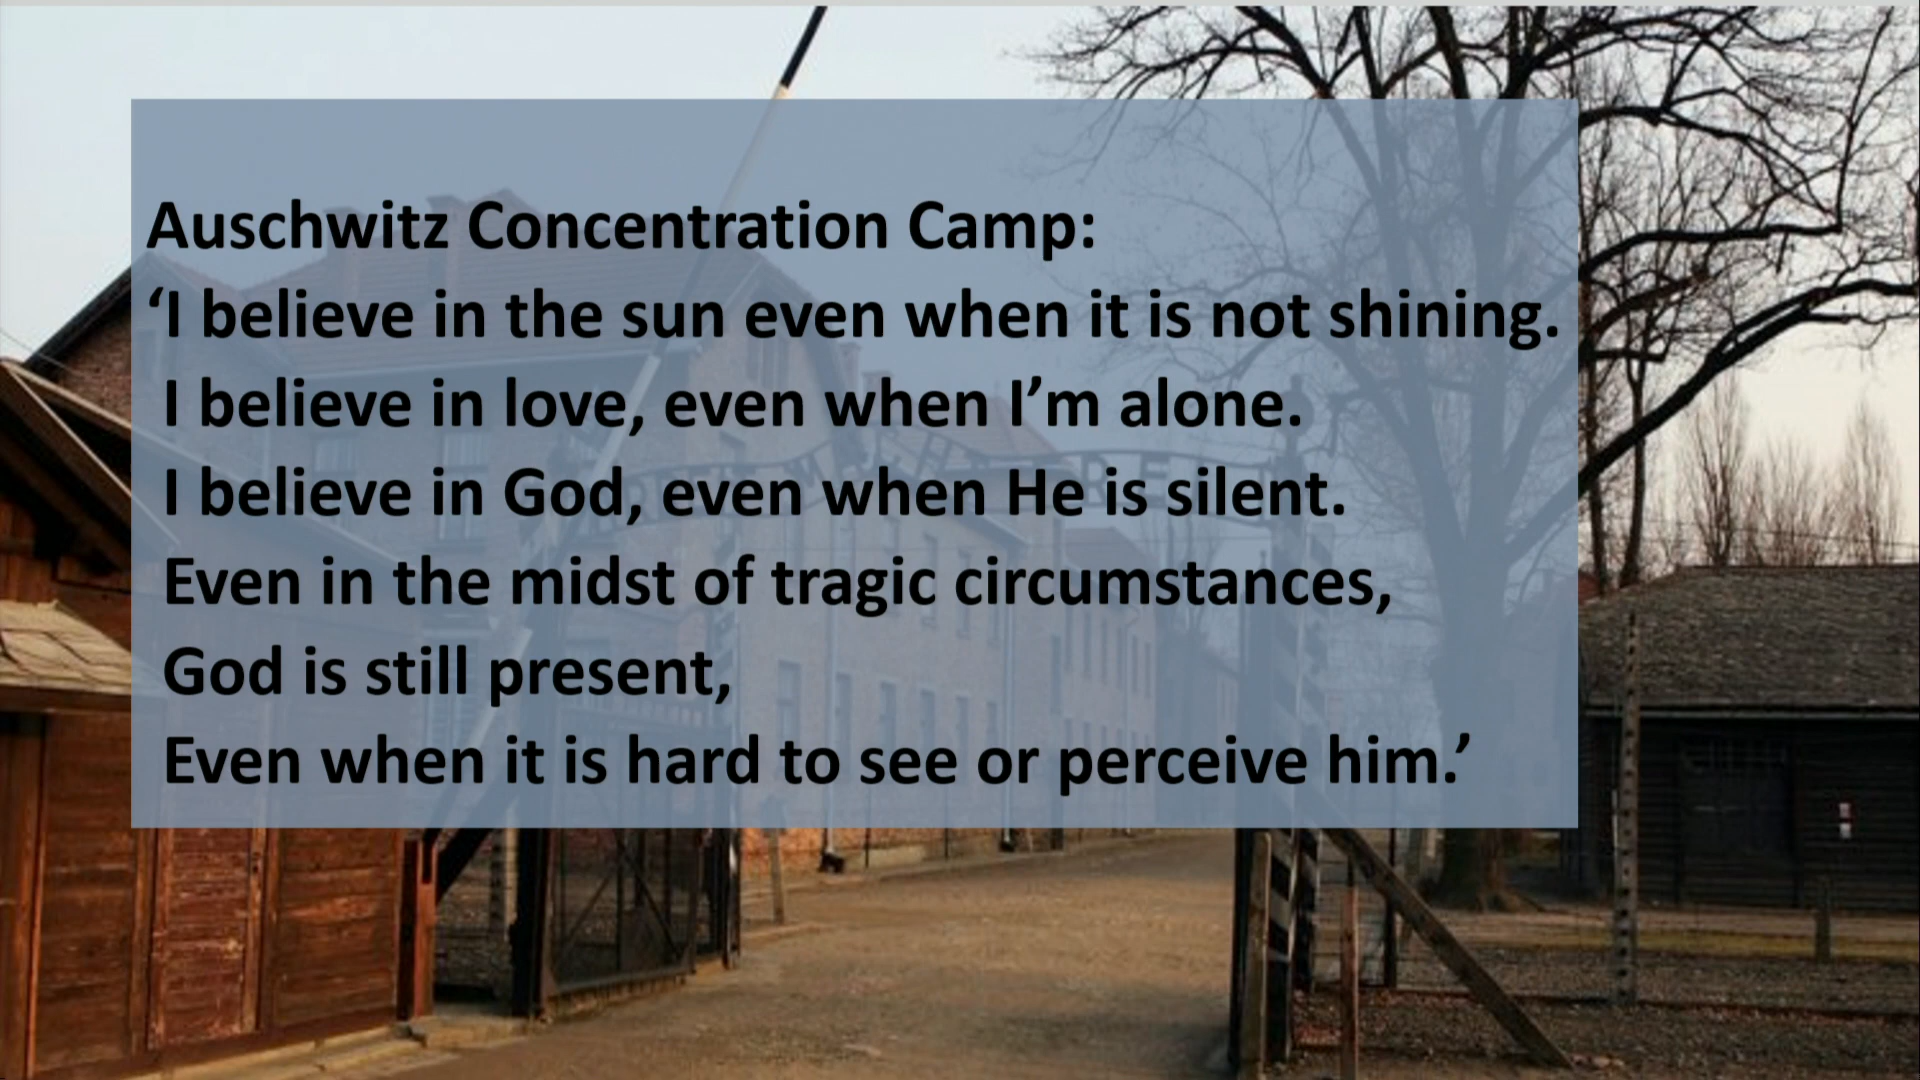 Auschwitz Concentration Camp:
‘I believe in the sun even when it is not shining.
I believe in love, even when I’m alone.
I believe in God, even when He is silent.
Even in the midst of tragic circumstances,
God is still present,
Even when it is hard to see or perceive him.’